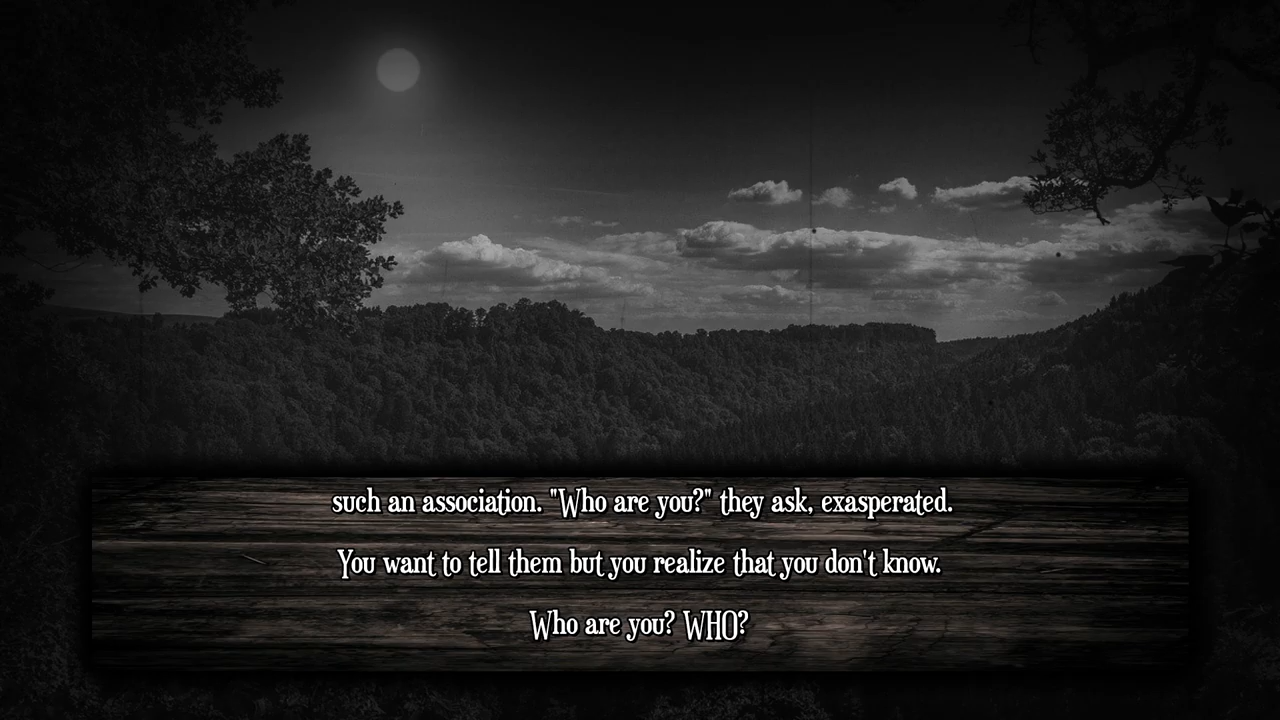 such an association. "Who are you?" they ask, exasperated.
You want to tell them but you realize that you don't know.
Who are you? WHO?